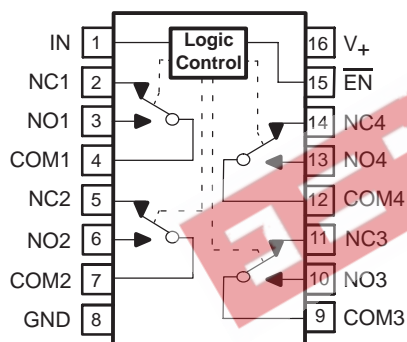 IN 1
NC1 2
NO1 3
COM1 4
NC2 5
NO2 6
COM2 7
GND 8
Logic
Control
16 V+
15 EN
14 NC4
13 NO4
12 COM4
11 NC3
10 NO3
9 COM3